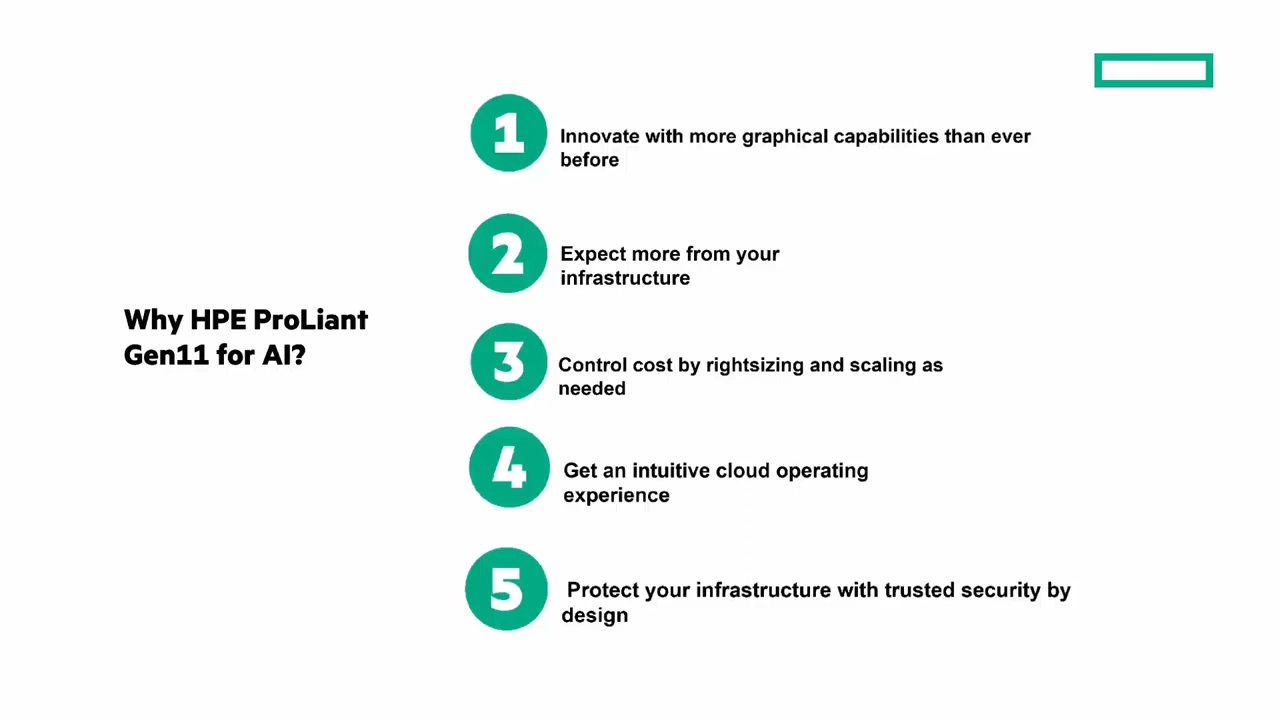 Why HPE ProLiant
Gen11 for AI?
1
Innovate with more graphical capabilities than ever
before
2
Expect more from your
infrastructure
3
Control cost by rightsizing and scaling as
needed
4
Get an intuitive cloud operating
experience
5
Protect your infrastructure with trusted security by
design